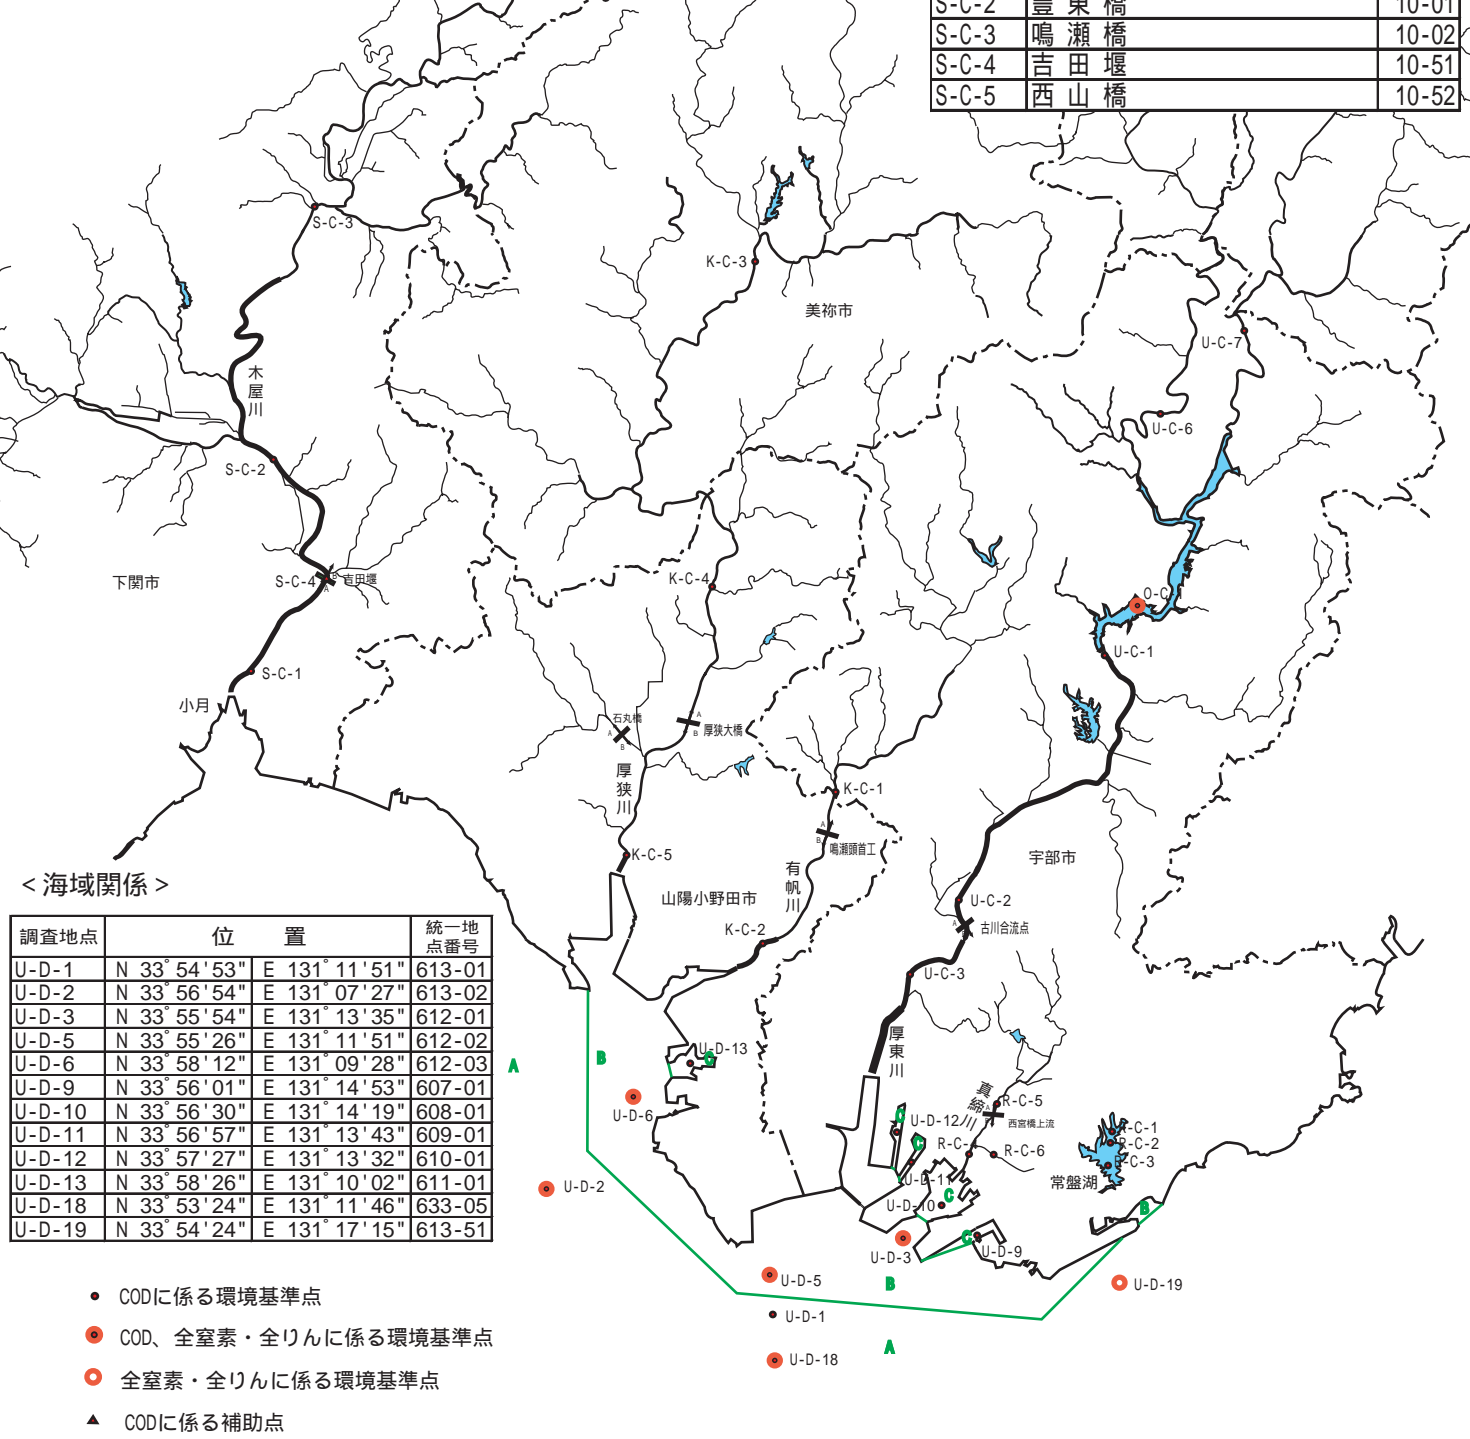 S-C-2 豊東橋 10-01
S-C-3 鳴瀬橋 10-02
S-C-4 吉田堰 10-51
S-C-5 西山橋 10-52
S-C-3
K-C-3
美祢市
U-C-7
木屋川
U-C-6
S-C-2
下関市
S-C-4
吉田堰
B
A
K-C-4
O-C-1
U-C-1
S-C-1
小月
石丸橋
A
B
A
B
厚狭大橋
厚狭川
K-C-1
A
B
鳴瀬頭首工
K-C-5
宇部市
有帆川
山陽小野田市
U-C-2
古川合流点
K-C-2
U-C-3
<海域関係>
調査地点 位置 統一地点番号
U-D-1 N 33ﾟ54'53" E 131ﾟ11'51" 613-01
U-D-2 N 33ﾟ56'54" E 131ﾟ07'27" 613-02
U-D-3 N 33ﾟ55'54" E 131ﾟ13'35" 612-01
U-D-5 N 33ﾟ55'26" E 131ﾟ11'51" 612-02
U-D-6 N 33ﾟ58'12" E 131ﾟ09'28" 612-03
U-D-9 N 33ﾟ56'01" E 131ﾟ14'53" 607-01
U-D-10 N 33ﾟ56'30" E 131ﾟ14'19" 608-01
U-D-11 N 33ﾟ56'57" E 131ﾟ13'43" 609-01
U-D-12 N 33ﾟ57'27" E 131ﾟ13'32" 610-01
U-D-13 N 33ﾟ58'26" E 131ﾟ10'02" 611-01
U-D-18 N 33ﾟ53'24" E 131ﾟ11'46" 633-05
U-D-19 N 33ﾟ54'24" E 131ﾟ17'15" 613-51
厚東川
A
B
U-D-13
C
U-D-6
真締川
R-C-5
A
西宮橋上流
C
U-D-12
C
R-C-4
R-C-6
R-C-1
R-C-2
R-C-3
常盤湖
U-D-11
C
U-D-10
U-D-2
B
U-D-3
C
U-D-9
U-D-5
B
U-D-19
U-D-1
A
U-D-18
CODに係る環境基準点
COD、全窒素・全りんに係る環境基準点
全窒素・全りんに係る環境基準点
CODに係る補助点